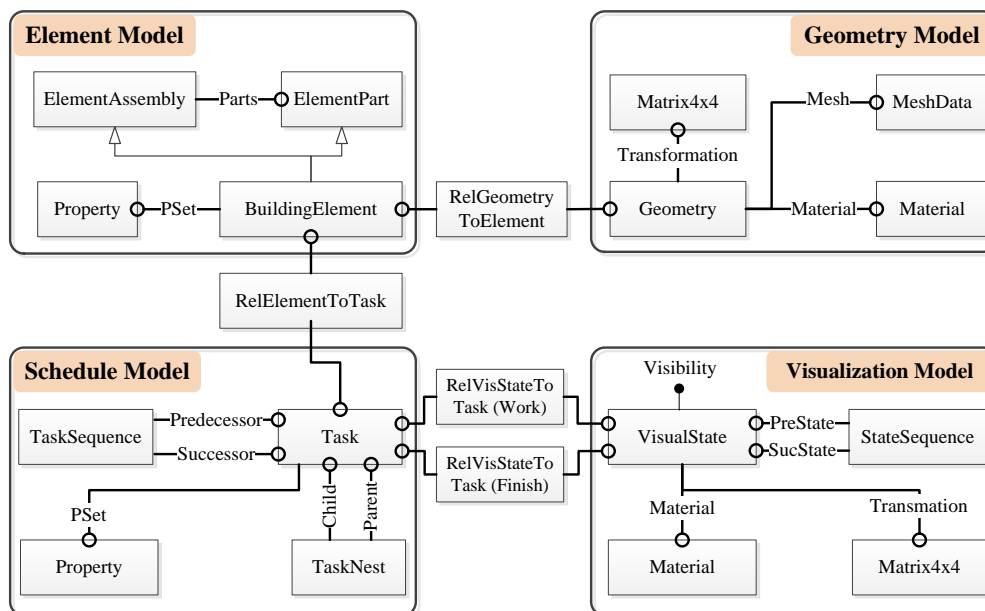 Element Model
Geometry Model
ElementAssembly
Parts
ElementPart
Matrix4x4
Mesh
MeshData
Transformation
Property
PSet
BuildingElement
RelGeometry
ToElement
Geometry
Material
Material
RelElementToTask
Schedule Model
Visualization Model
RelVisStateTo
Task (Work)
Visibility
TaskSequence
Predecessor
Successor
Task
VisualState
PreState
SucState
StateSequence
RelVisStateTo
Task (Finish)
PSet
Child
Parent
Material
Transmation
Property
TaskNest
Material
Matrix4x4